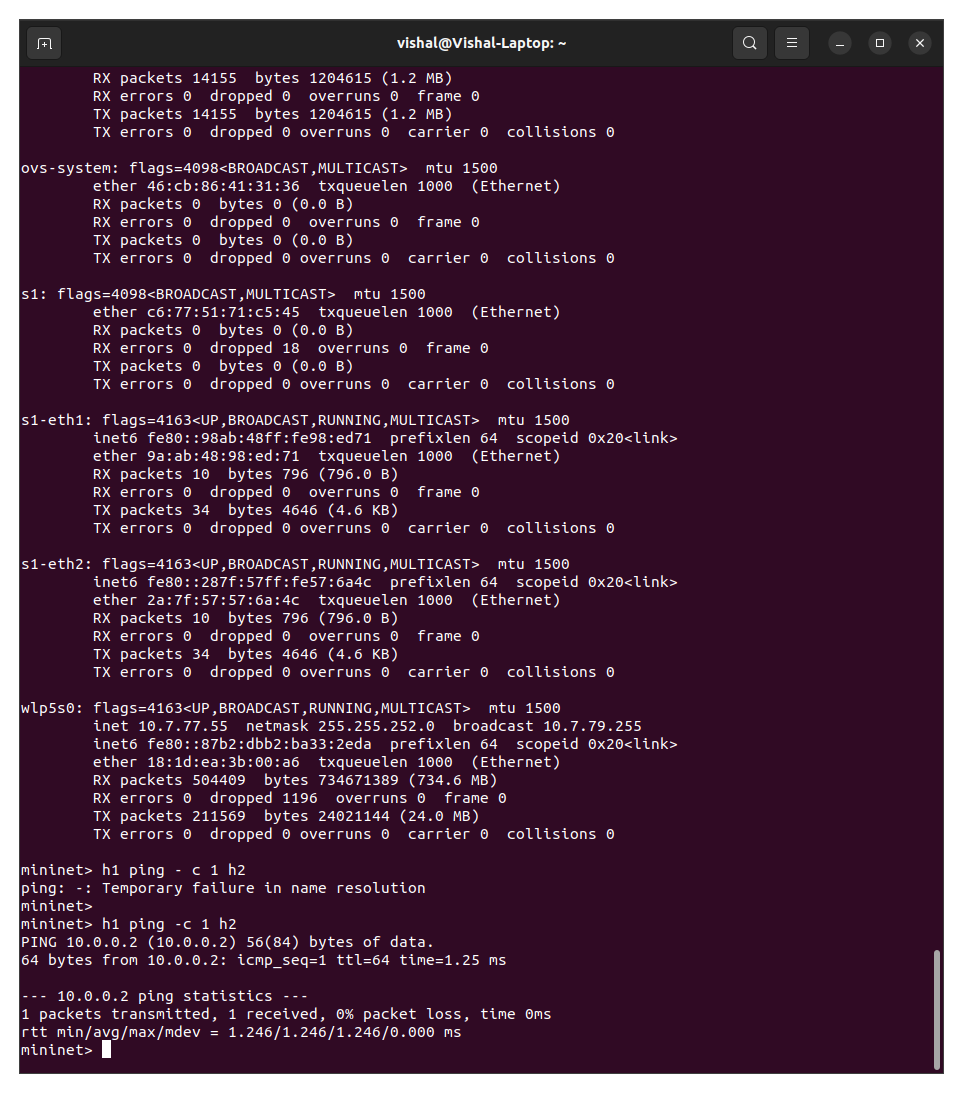 vishal@Vishal-Laptop: ~
RX packets 14155  bytes 1204615 (1.2 MB)
RX errors 0  dropped 0  overruns 0  frame 0
TX packets 14155  bytes 1204615 (1.2 MB)
TX errors 0  dropped 0 overruns 0  carrier 0  collisions 0
ovs-system: flags=4098<BROADCAST,MULTICAST>  mtu 1500
ether 46:cb:86:41:31:36  txqueuelen 1000  (Ethernet)
RX packets 0  bytes 0 (0.0 B)
RX errors 0  dropped 0  overruns 0  frame 0
TX packets 0  bytes 0 (0.0 B)
TX errors 0  dropped 0 overruns 0  carrier 0  collisions 0
s1: flags=4098<BROADCAST,MULTICAST>  mtu 1500
ether c6:77:51:71:c5:45  txqueuelen 1000  (Ethernet)
RX packets 0  bytes 0 (0.0 B)
RX errors 0  dropped 18  overruns 0  frame 0
TX packets 0  bytes 0 (0.0 B)
TX errors 0  dropped 0 overruns 0  carrier 0  collisions 0
s1-eth1: flags=4163<UP,BROADCAST,RUNNING,MULTICAST>  mtu 1500
inet6 fe80::98ab:48ff:fe98:ed71  prefixlen 64  scopeid 0x20<link>
ether 9a:ab:48:98:ed:71  txqueuelen 1000  (Ethernet)
RX packets 10  bytes 796 (796.0 B)
RX errors 0  dropped 0  overruns 0  frame 0
TX packets 34  bytes 4646 (4.6 KB)
TX errors 0  dropped 0 overruns 0  carrier 0  collisions 0
s1-eth2: flags=4163<UP,BROADCAST,RUNNING,MULTICAST>  mtu 1500
inet6 fe80::287f:57ff:fe57:6a4c  prefixlen 64  scopeid 0x20<link>
ether 2a:7f:57:57:6a:4c  txqueuelen 1000  (Ethernet)
RX packets 10  bytes 796 (796.0 B)
RX errors 0  dropped 0  overruns 0  frame 0
TX packets 34  bytes 4646 (4.6 KB)
TX errors 0  dropped 0 overruns 0  carrier 0  collisions 0
wlp5s0: flags=4163<UP,BROADCAST,RUNNING,MULTICAST>  mtu 1500
inet 10.7.77.55  netmask 255.255.252.0  broadcast 10.7.79.255
inet6 fe80::87b2:dbb2:ba33:2eda  prefixlen 64  scopeid 0x20<link>
ether 18:1d:ea:3b:00:a6  txqueuelen 1000  (Ethernet)
RX packets 504409  bytes 734671389 (734.6 MB)
RX errors 0  dropped 1196  overruns 0  frame 0
TX packets 211569  bytes 24021144 (24.0 MB)
TX errors 0  dropped 0 overruns 0  carrier 0  collisions 0
mininet> h1 ping - c 1 h2
ping: -: Temporary failure in name resolution
mininet>
mininet> h1 ping -c 1 h2
PING 10.0.0.2 (10.0.0.2) 56(84) bytes of data.
64 bytes from 10.0.0.2: icmp_seq=1 ttl=64 time=1.25 ms
--- 10.0.0.2 ping statistics ---
1 packets transmitted, 1 received, 0% packet loss, time 0ms
rtt min/avg/max/mdev = 1.246/1.246/1.246/0.000 ms
mininet>